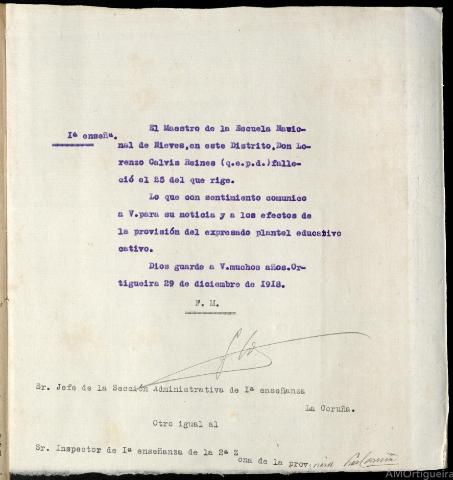 1ª enseñ.
El Maestro de la Escuela Nacio-
nal de Nieves,en este Distrito,Don Lo-
renzo Calvis Reines (q.e.p.d.)falle-
ció el 25 del que rige.
Lo que con sentimiento comunico
a V.para su noticia y a los efectos de
la provisión del expresado plantel educativo
cativo.
Dios guarde a V.muchos años.Or-
tigueira 29 de diciembre de 1918.
F. M.
Sr. Jefe de la Sección Administrativa de 1ª enseñanza
La Coruña.
Otro igual al
Sr. Inspector de 1ª enseñanza de la 2ª Zona de la provincia
AMOrtigueira